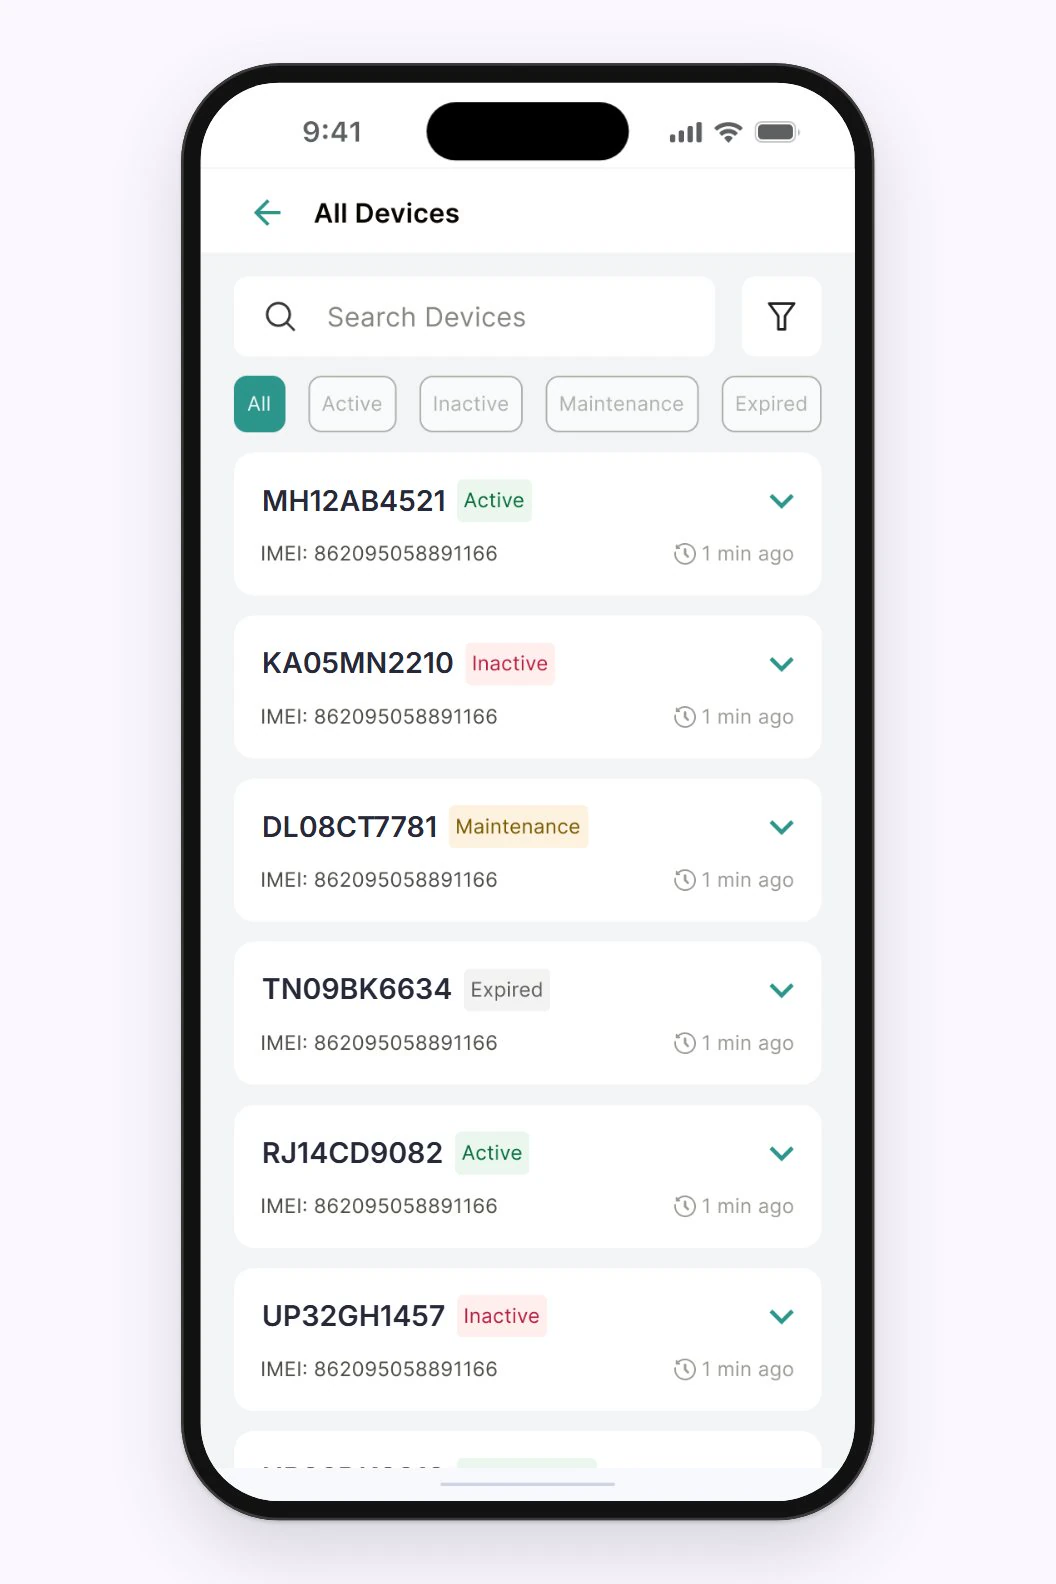 9:41
All Devices
Search Devices
All Active Inactive Maintenance Expired
MH12AB4521 Active
IMEI: 862095058891166 1 min ago
KA05MN2210 Inactive
IMEI: 862095058891166 1 min ago
DL08CT7781 Maintenance
IMEI: 862095058891166 1 min ago
TN09BK6634 Expired
IMEI: 862095058891166 1 min ago
RJ14CD9082 Active
IMEI: 862095058891166 1 min ago
UP32GH1457 Inactive
IMEI: 862095058891166 1 min ago